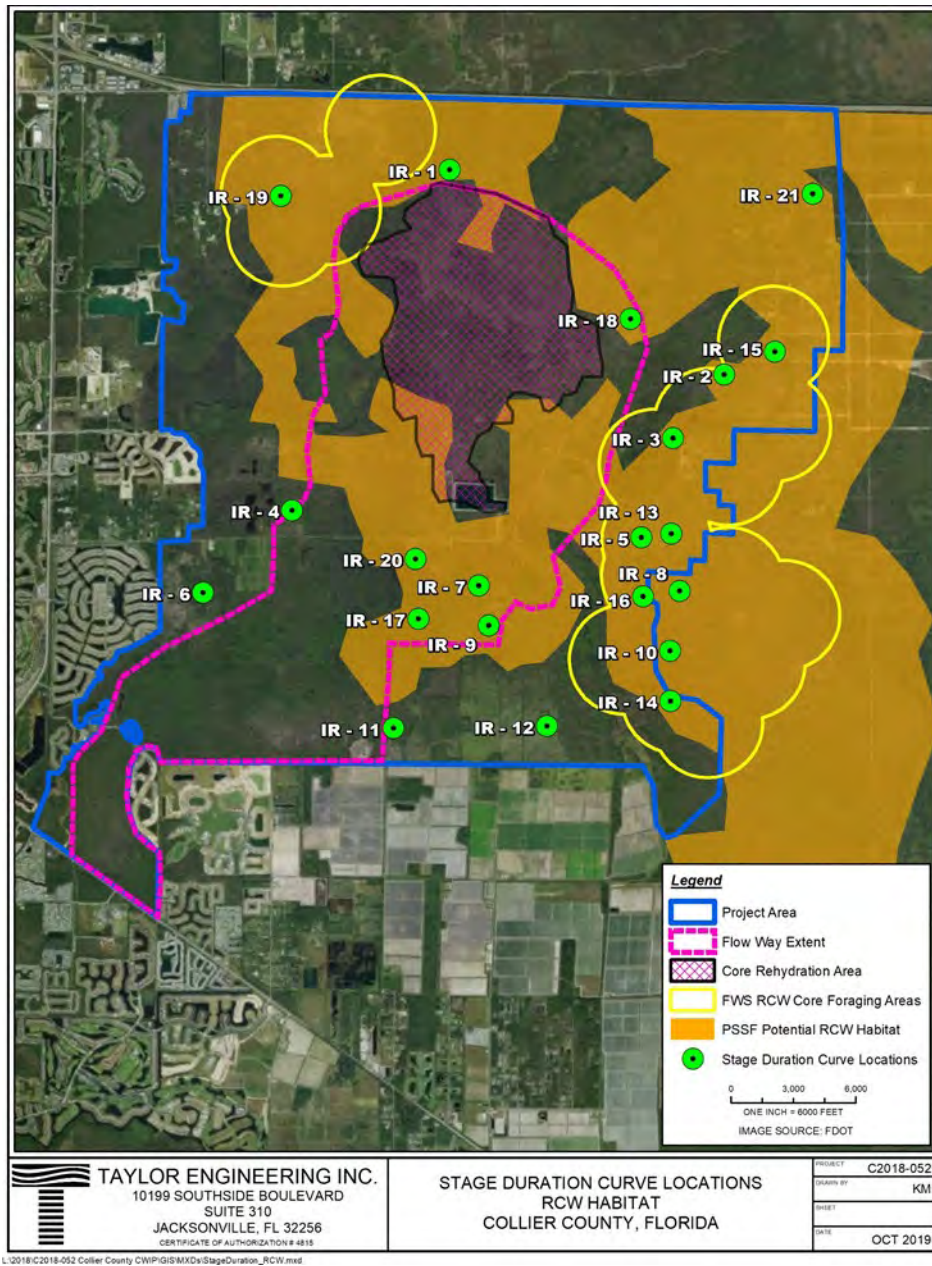 IR - 1
IR - 19
IR - 21
IR - 18
IR - 15
IR - 2
IR - 3
IR - 4
IR - 13
IR - 5
IR - 20
IR - 7
IR - 8
IR - 6
IR - 16
IR - 17
IR - 9
IR - 10
IR - 14
IR - 11
IR - 12
Legend
Project Area
Flow Way Extent
Core Rehydration Area
FWS RCW Core Foraging Areas
PSSF Potential RCW Habitat
Stage Duration Curve Locations
0 3,000 6,000
ONE INCH = 6000 FEET
IMAGE SOURCE: FDOT
TAYLOR ENGINEERING INC.
10199 SOUTHSIDE BOULEVARD
SUITE 310
JACKSONVILLE, FL 32256
CERTIFICATE OF AUTHORIZATION # 4815
STAGE DURATION CURVE LOCATIONS
RCW HABITAT
COLLIER COUNTY, FLORIDA
PROJECT C2018-052
DRAWN BY KM
SHEET
DATE OCT 2019
L:\2018\C2018-052 Collier County CWIP\GIS\MXDs\StageDuration_RCW.mxd